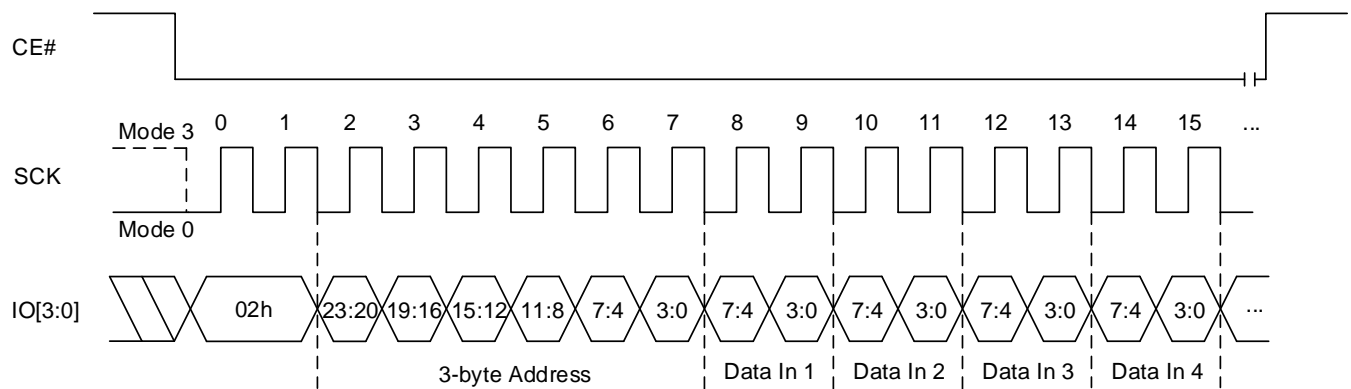 CE#
Mode 3 0 1 2 3 4 5 6 7 8 9 10 11 12 13 14 15 ...
SCK
Mode 0
IO[3:0] 02h 23:20 19:16 15:12 11:8 7:4 3:0 7:4 3:0 7:4 3:0 7:4 3:0 7:4 3:0 ...
3-byte Address Data In 1 Data In 2 Data In 3 Data In 4